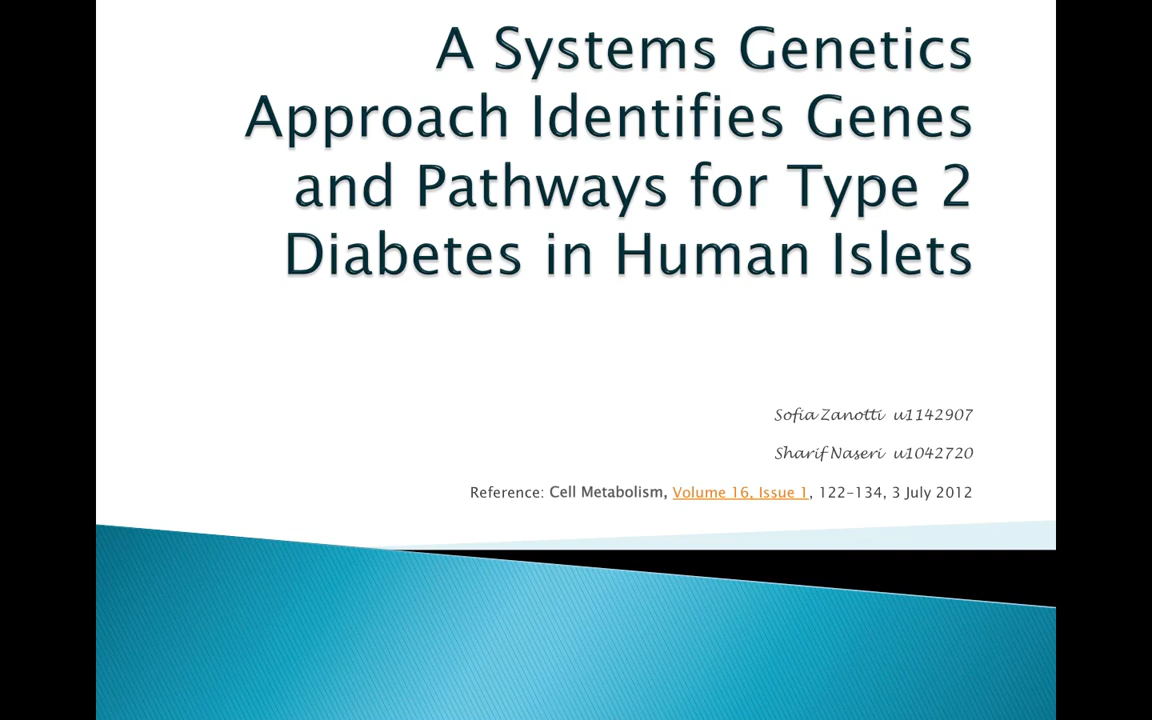 A Systems Genetics
Approach Identifies Genes
and Pathways for Type 2
Diabetes in Human Islets
Sofia Zanotti u1142907
Sharif Naseri u1042720
Reference: Cell Metabolism, Volume 16, Issue 1, 122-134, 3 July 2012